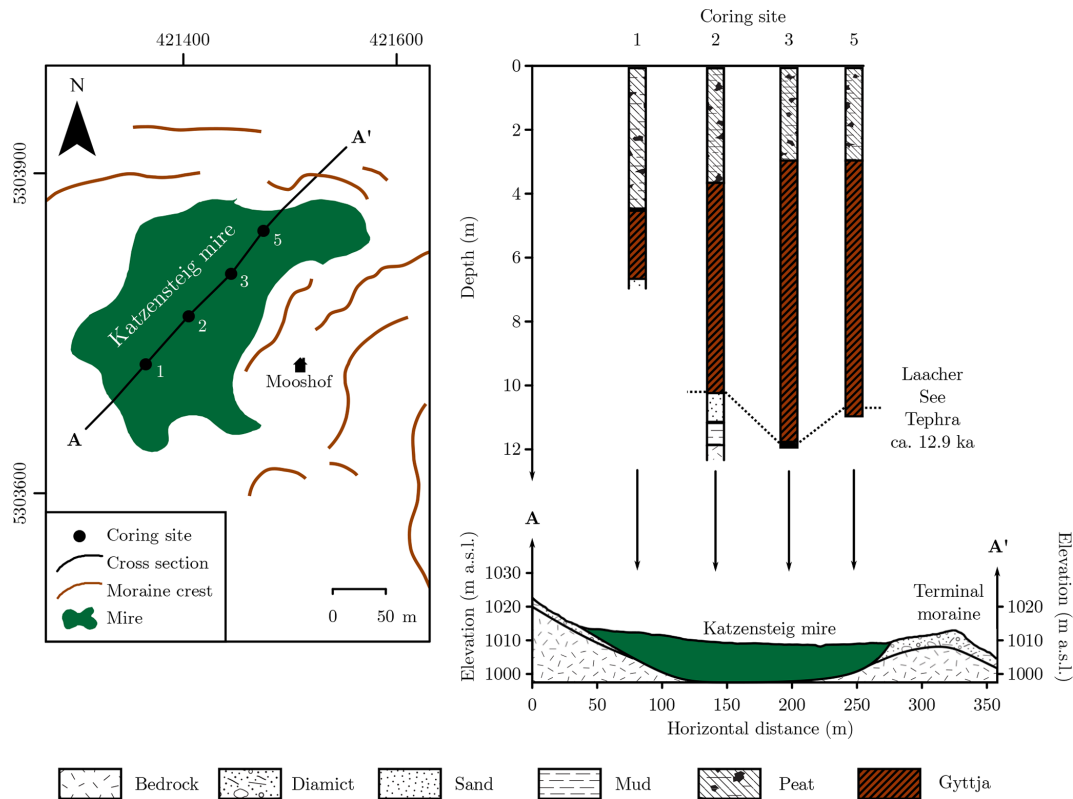 421400
421600
N
A'
5303900
5303600
Katzensteig mire
5
3
2
1
Mooshof
A
Coring site
Cross section
Moraine crest
Mire
0 50 m
Coring site
1 2 3 5
Depth (m)
0
2
4
6
8
10
12
Laacher
See
Tephra
ca. 12.9 ka
A
A'
Elevation (m a.s.l.)
1030
1020
1010
1000
Katzensteig mire
Terminal
moraine
1020
1010
1000
Elevation (m a.s.l.)
0 50 100 150 200 250 300 350
Horizontal distance (m)
Bedrock Diamict Sand Mud Peat Gyttja